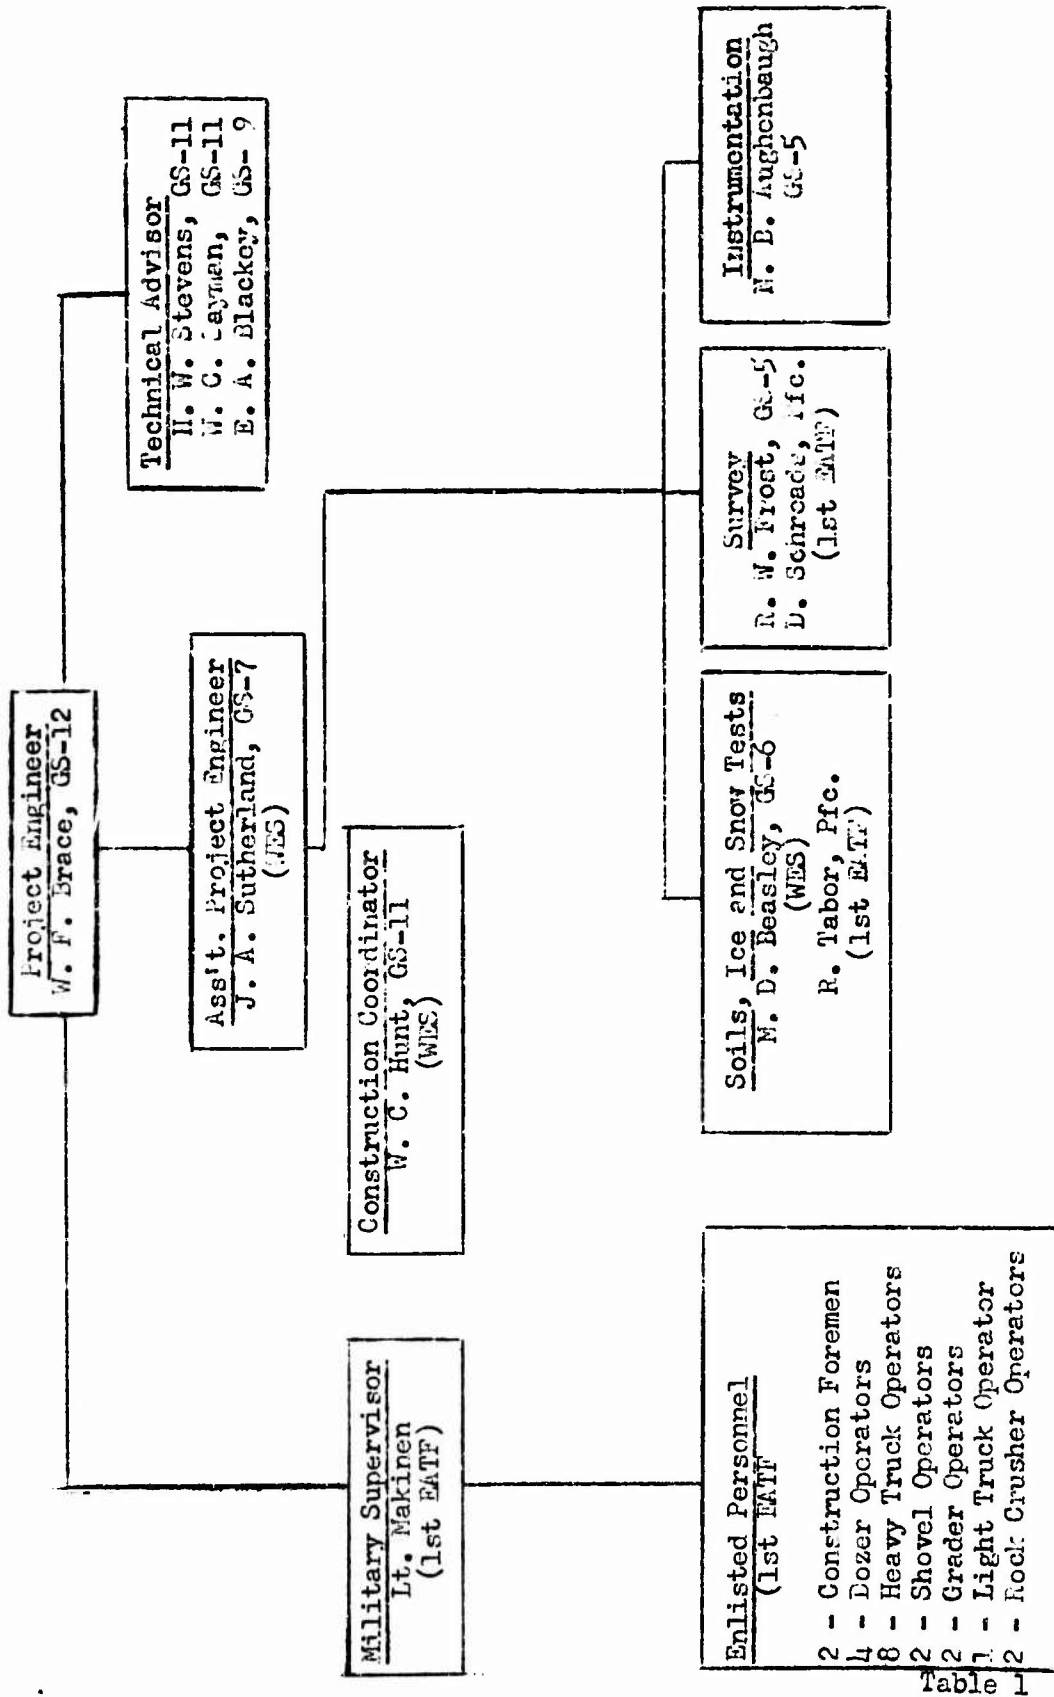 Project Engineer
W. F. Brace, GS-12
Technical Advisor
H. W. Stevens, GS-11
W. C. Layman, GS-11
E. A. Blackey, GS- 9
Ass't. Project Engineer
J. A. Sutherland, GS-7
(WES)
Construction Coordinator
W. C. Hunt, GS-11
(WES)
Military Supervisor
Lt. Makinen
(1st EATF)
Soils, Ice and Snow Tests
M. D. Beasley, GS-6
(WES)
R. Tabor, Pfc.
(1st EATF)
Survey
R. W. Frost, GS-5
D. Schroade, Pfc.
(1st EATF)
Instrumentation
N. B. Aughenbaugh
GS-5
Enlisted Personnel
(1st EATF
2 - Construction Foremen
4 - Dozer Operators
8 - Heavy Truck Operators
2 - Shovel Operators
2 - Grader Operators
1 - Light Truck Operator
2 - Rock Crusher Operators
Table 1